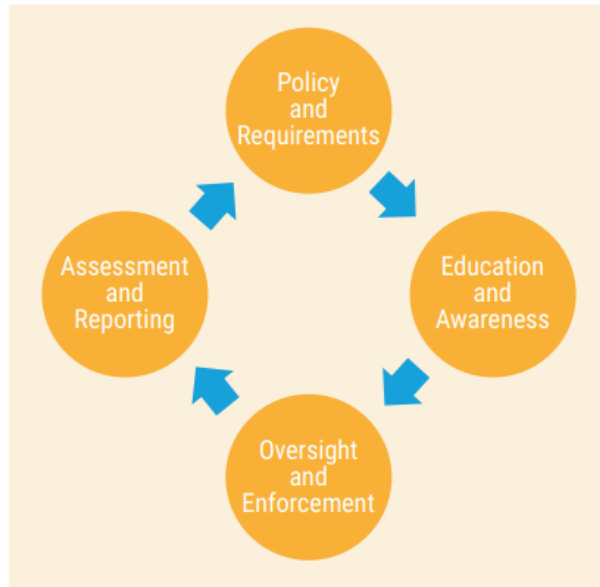 Policy
and
Requirements
Assessment
and
Reporting
Education
and
Awareness
Oversight
and
Enforcement